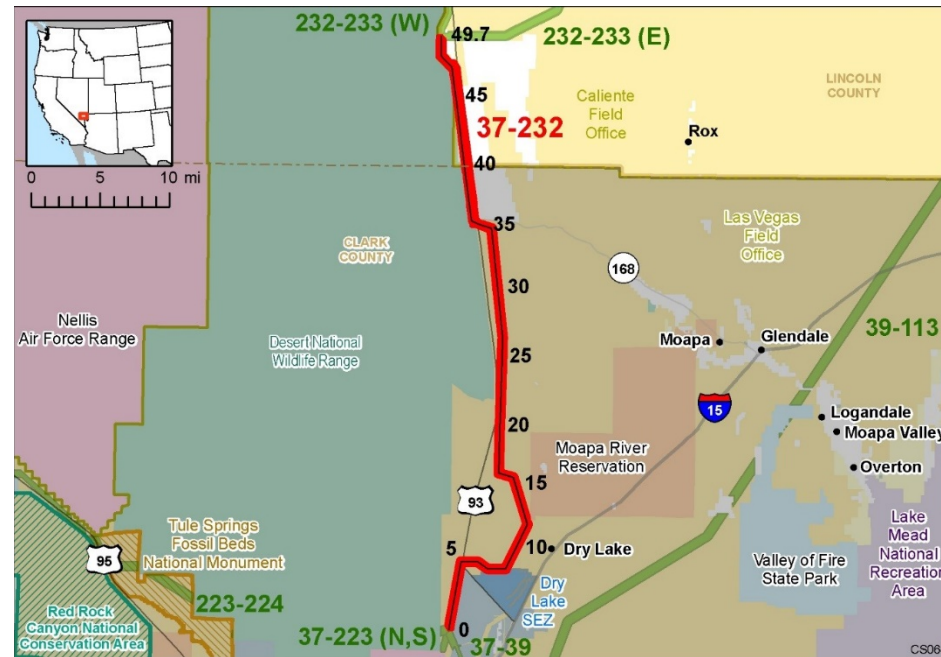 232-233 (W)
49.7
232-233 (E)
LINCOLN
COUNTY
45
Caliente
Field
Office
37-232
Rox
0 5 10 mi
40
35
Las Vegas
Field
Office
CLARK
COUNTY
168
30
Nellis
Air Force Range
Desert National
Wildlife Range
25
Moapa
Glendale
39-113
15
20
Logandale
Moapa Valley
Moapa River
Reservation
Overton
15
93
Tule Springs
Fossil Beds
National Monument
5
10
Dry Lake
Valley of Fire
State Park
Lake
Mead
National
Recreation
Area
95
Dry
Lake
SEZ
223-224
Red Rock
Canyon National
Conservation Area
37-223 (N,S)
0
37-39
CS06